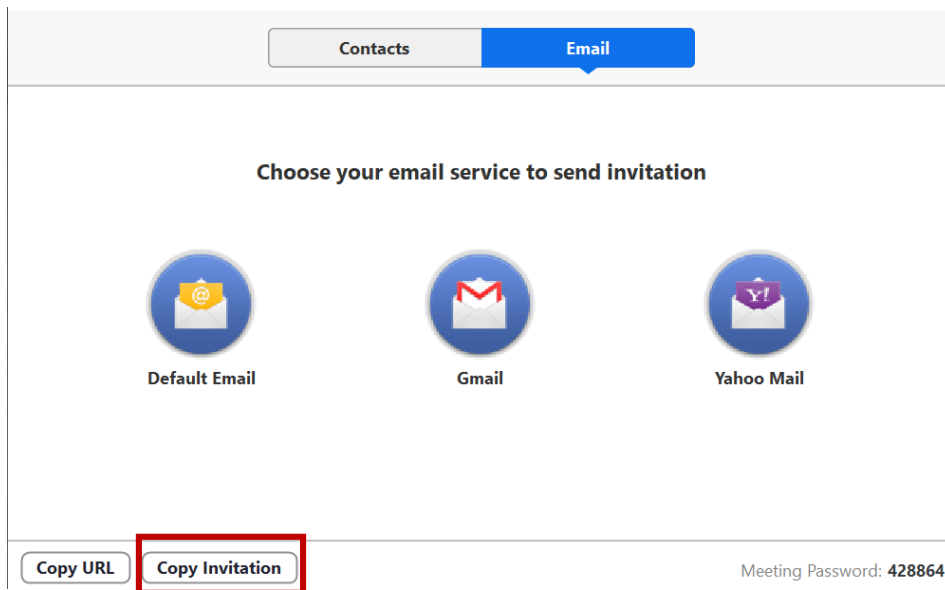 Contacts Email
Choose your email service to send invitation
@ Y!
Default Email Gmail Yahoo Mail
Copy URL Copy Invitation Meeting Password: 428864